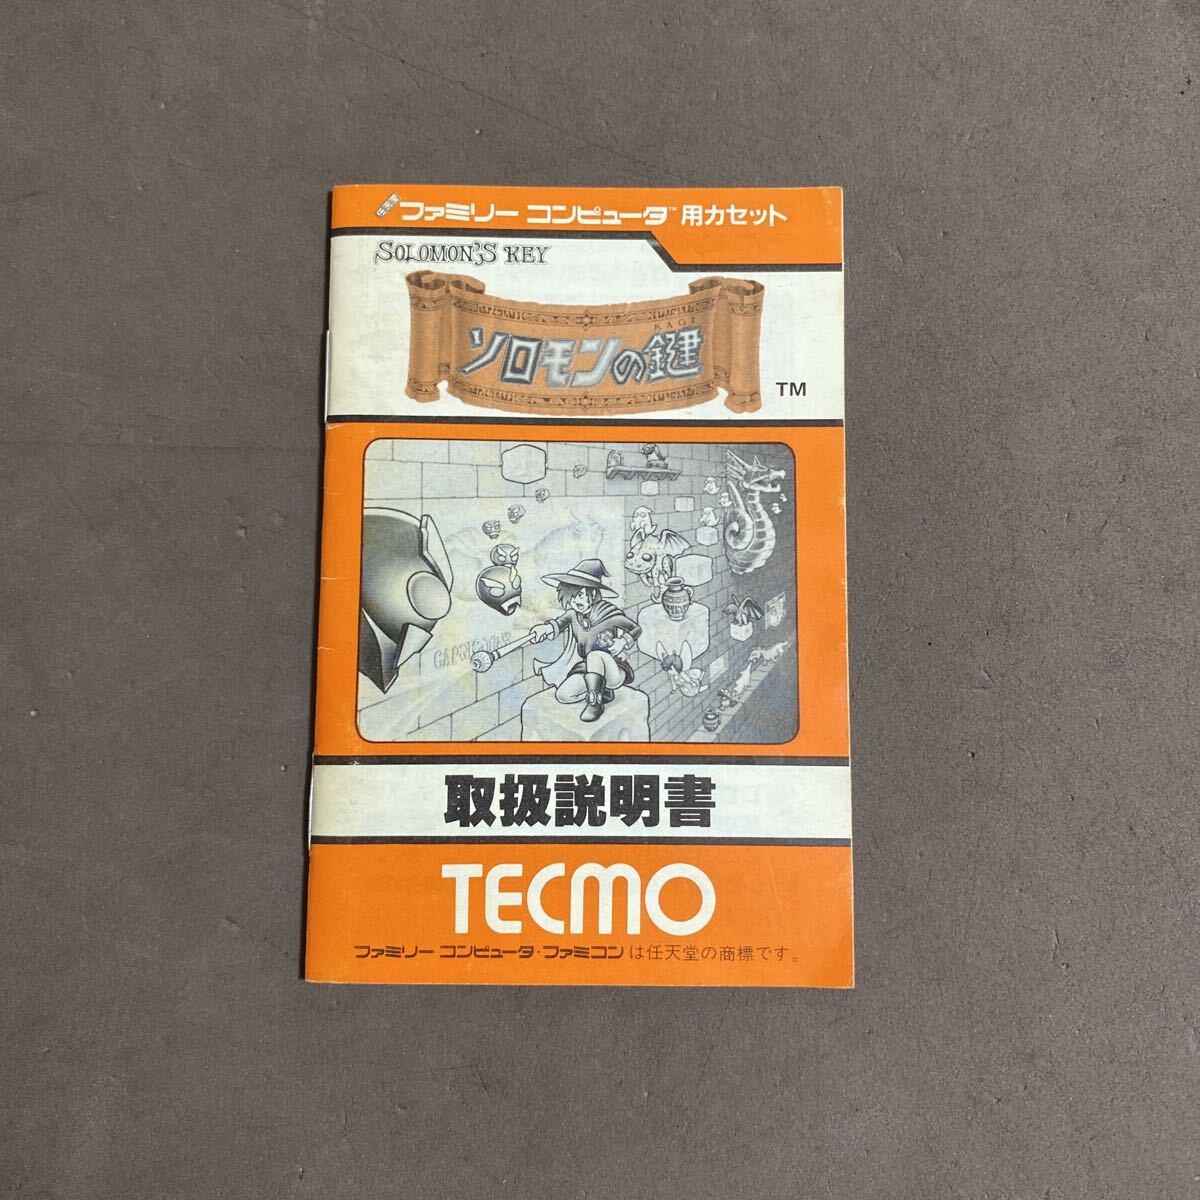 任天堂 ファミリー コンピュータ™用カセット
SOLOMON'S KEY
KAGI
ソロモンの鍵
TM
CAPRICORN
取扱説明書
TECMO
ファミリー コンピュータ・ファミコンは任天堂の商標です。